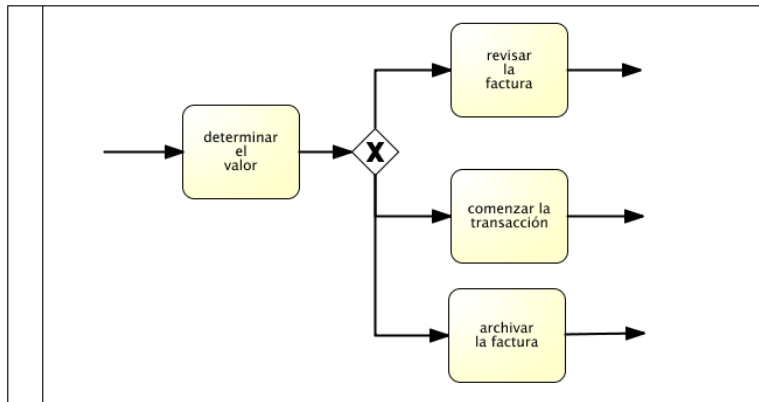 revisar
la
factura
determinar
el
valor
X
comenzar la
transacción
archivar
la factura